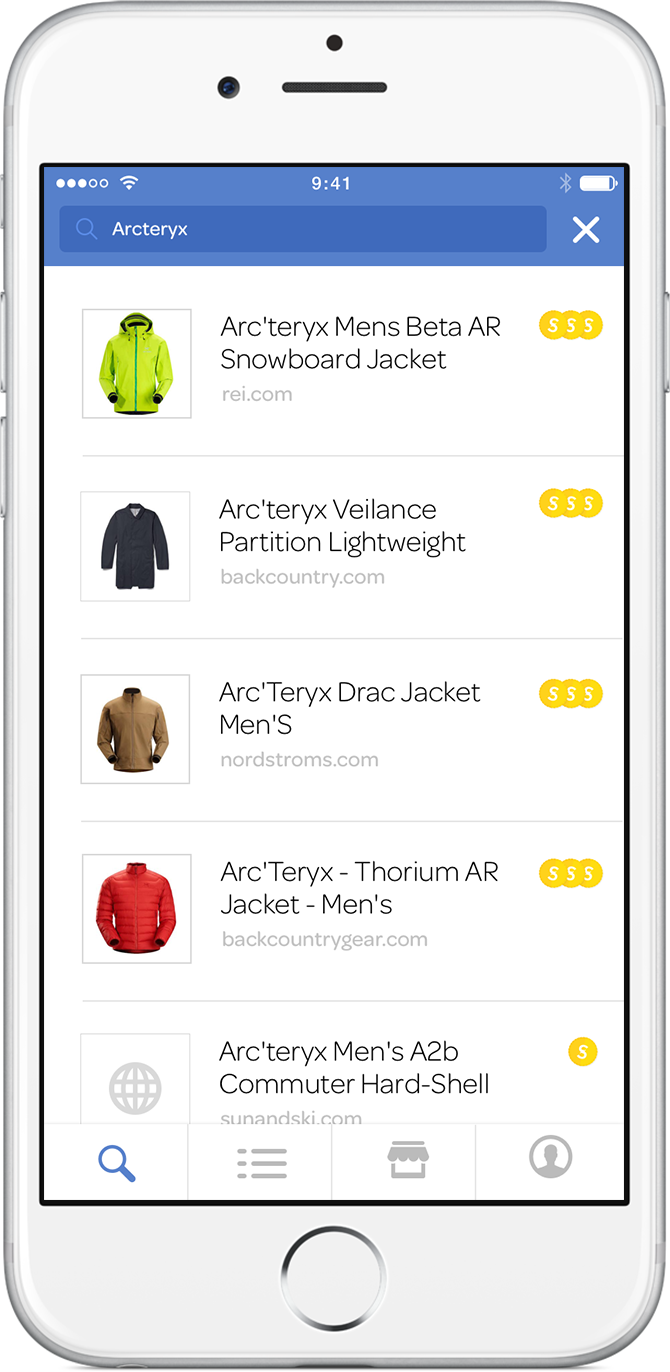 9:41
Arcteryx
Arc'teryx Mens Beta AR
Snowboard Jacket
rei.com
S S S
Arc'teryx Veilance
Partition Lightweight
backcountry.com
S S S
Arc'Teryx Drac Jacket
Men'S
nordstroms.com
S S S
Arc'Teryx - Thorium AR
Jacket - Men's
backcountrygear.com
S S S
Arc'teryx Men's A2b
Commuter Hard-Shell
sunandski.com
S